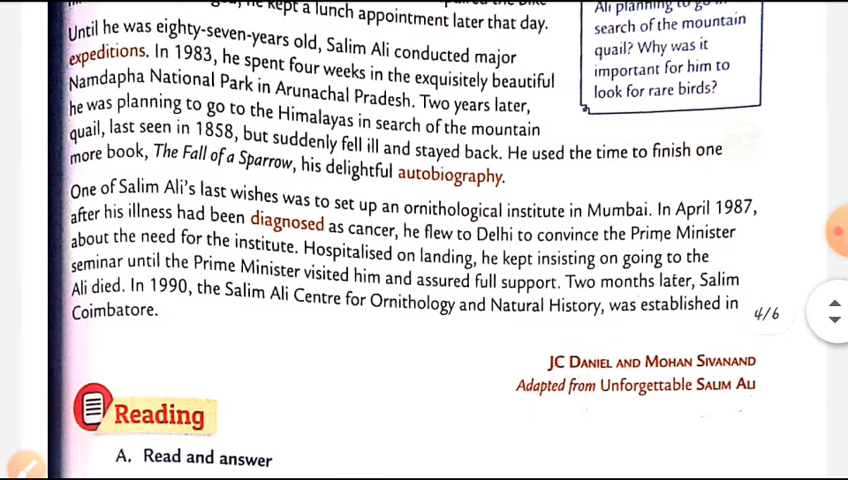 he kept a lunch appointment later that day.
Until he was eighty-seven-years old, Salim Ali conducted major
expeditions. In 1983, he spent four weeks in the exquisitely beautiful
Namdapha National Park in Arunachal Pradesh. Two years later,
he was planning to go to the Himalayas in search of the mountain
quail, last seen in 1858, but suddenly fell ill and stayed back. He used the time to finish one
more book, The Fall of a Sparrow, his delightful autobiography.
Ali planning to go
search of the mountain
quail? Why was it
important for him to
look for rare birds?
One of Salim Ali's last wishes was to set up an ornithological institute in Mumbai. In April 1987,
after his illness had been diagnosed as cancer, he flew to Delhi to convince the Prime Minister
about the need for the institute. Hospitalised on landing, he kept insisting on going to the
seminar until the Prime Minister visited him and assured full support. Two months later, Salim
Ali died. In 1990, the Salim Ali Centre for Ornithology and Natural History, was established in
Coimbatore.
4/6
JC DANIEL AND MOHAN SIVANAND
Adapted from Unforgettable SALIM ALI
Reading
A. Read and answer